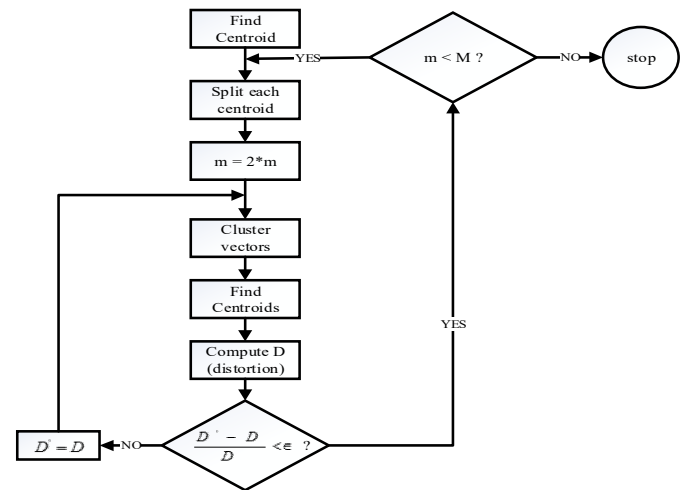 Find
Centroid
YES
m < M ?
NO
stop
Split each
centroid
m = 2*m
Cluster
vectors
Find
Centroids
YES
Compute D
(distortion)
D' = D
NO
D' - D
D
<∈ ?